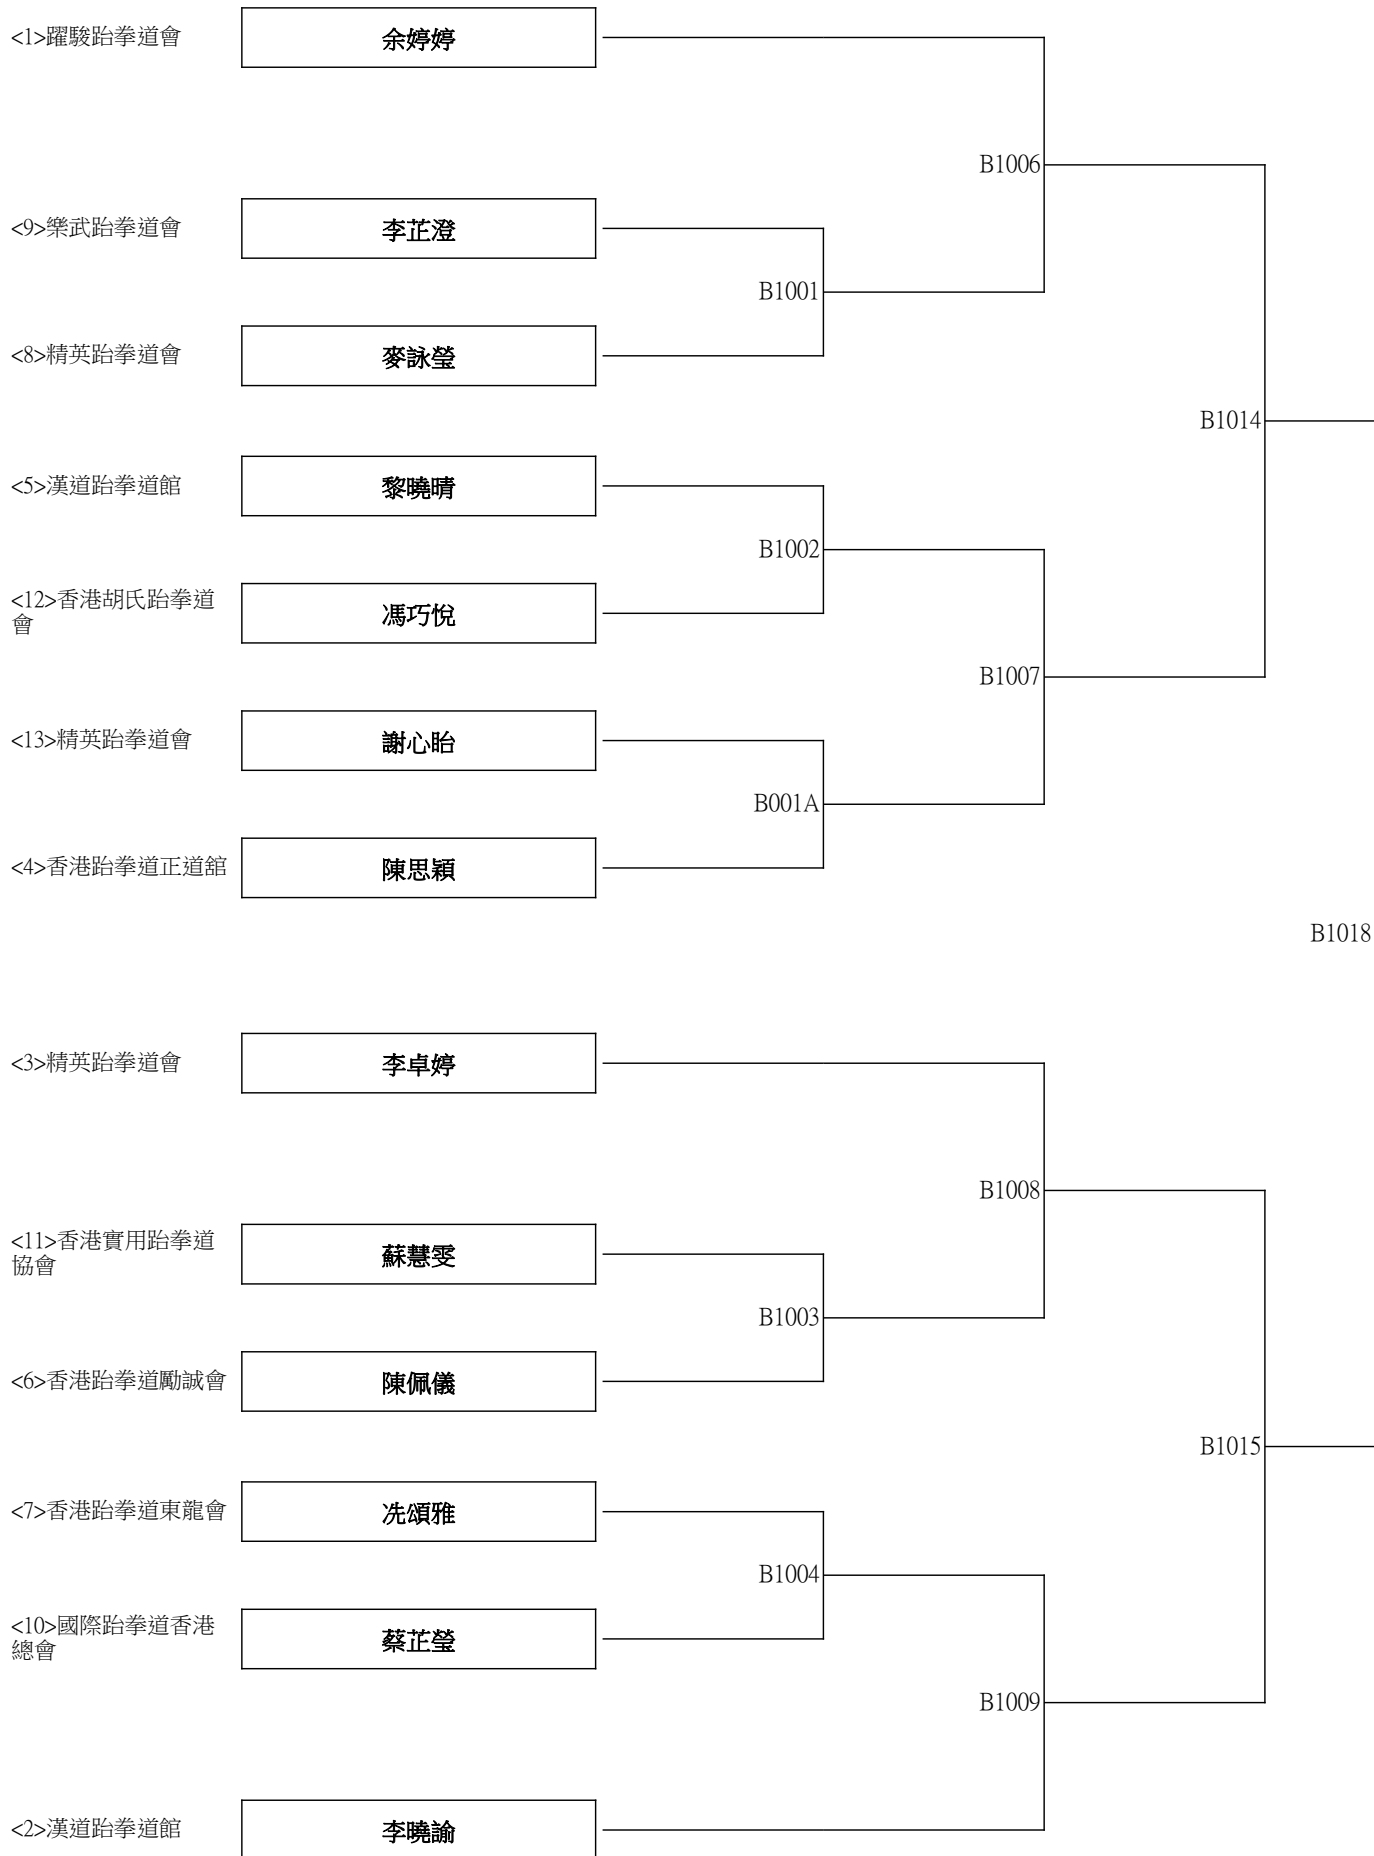 <1>躍駿跆拳道會
余婷婷
B1006
<9>樂武跆拳道會
李芷澄
B1001
<8>精英跆拳道會
麥詠瑩
B1014
<5>漢道跆拳道館
黎曉晴
B1002
<12>香港胡氏跆拳道
會
馮巧悅
B1007
<13>精英跆拳道會
謝心眙
B001A
<4>香港跆拳道正道舘
陳思穎
B1018
<3>精英跆拳道會
李卓婷
B1008
<11>香港實用跆拳道
協會
蘇慧雯
B1003
<6>香港跆拳道勵誠會
陳佩儀
B1015
<7>香港跆拳道東龍會
冼頌雅
B1004
<10>國際跆拳道香港
總會
蔡芷瑩
B1009
<2>漢道跆拳道館
李曉諭